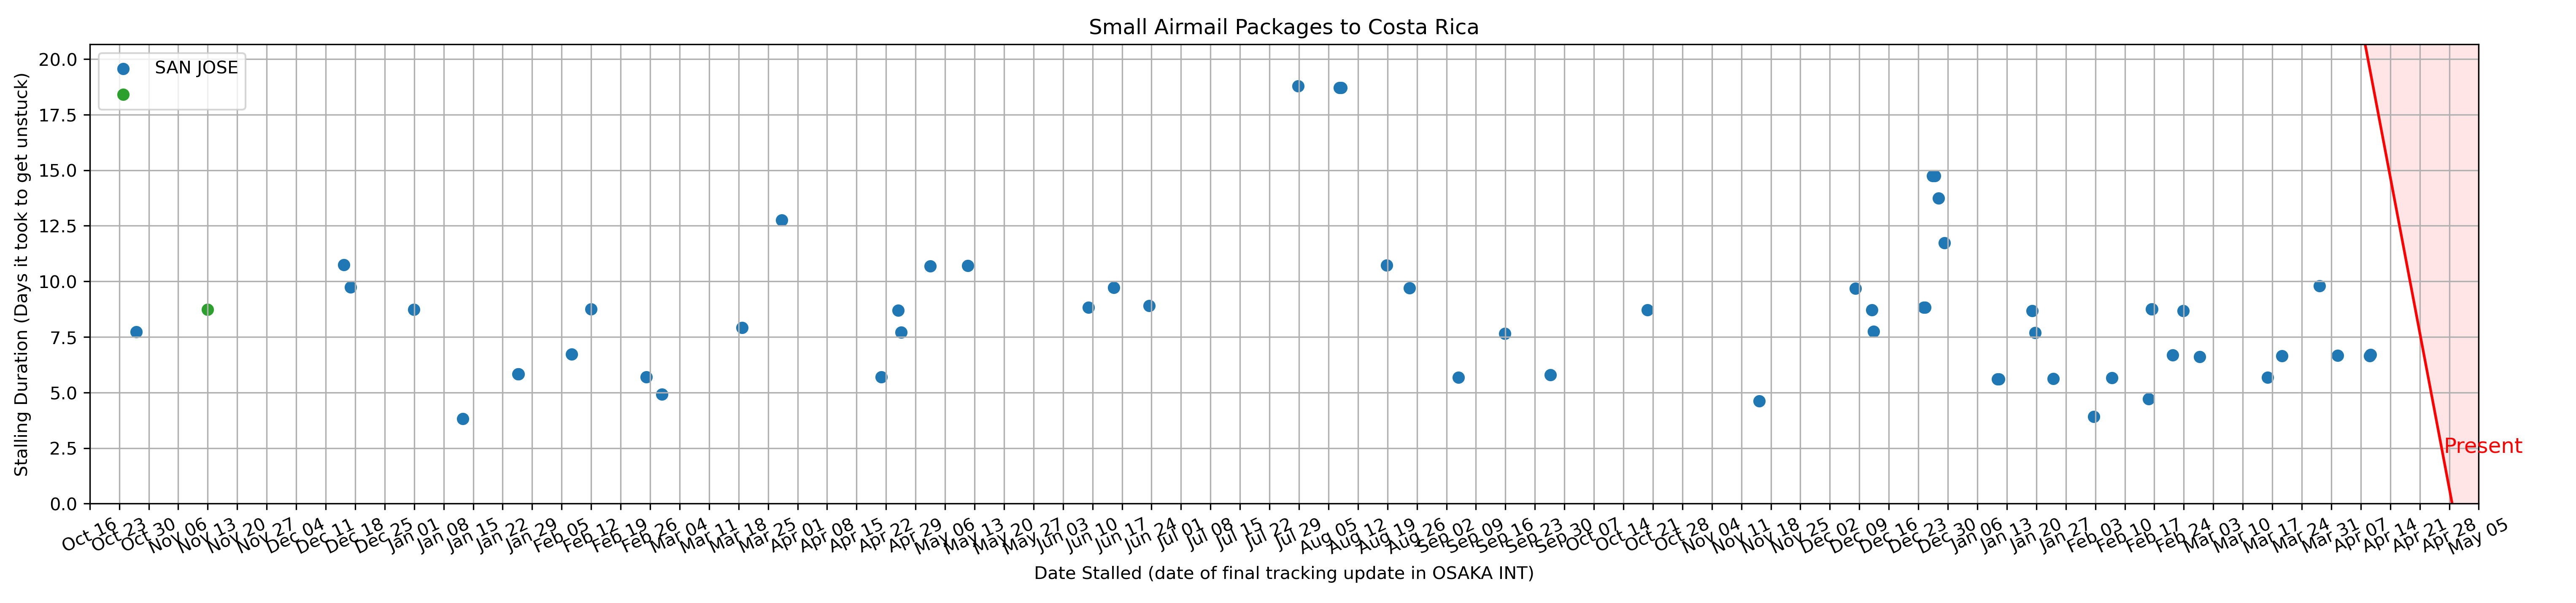 Small Airmail Packages to Costa Rica
SAN JOSE
Stalling Duration (Days it took to get unstuck)
20.0
17.5
15.0
12.5
10.0
7.5
5.0
2.5
0.0
Present
Oct 16
Oct 23
Oct 30
Nov 06
Nov 13
Nov 20
Nov 27
Dec 04
Dec 11
Dec 18
Dec 25
Jan 01
Jan 08
Jan 15
Jan 22
Jan 29
Feb 05
Feb 12
Feb 19
Feb 26
Mar 04
Mar 11
Mar 18
Mar 25
Apr 01
Apr 08
Apr 15
Apr 22
Apr 29
May 06
May 13
May 20
May 27
Jun 03
Jun 10
Jun 17
Jun 24
Jul 01
Jul 08
Jul 15
Jul 22
Jul 29
Aug 05
Aug 12
Aug 19
Aug 26
Sep 02
Sep 09
Sep 16
Sep 23
Sep 30
Oct 07
Oct 14
Oct 21
Oct 28
Nov 04
Nov 11
Nov 18
Nov 25
Dec 02
Dec 09
Dec 16
Dec 23
Dec 30
Jan 06
Jan 13
Jan 20
Jan 27
Feb 03
Feb 10
Feb 17
Feb 24
Mar 03
Mar 10
Mar 17
Mar 24
Mar 31
Apr 07
Apr 14
Apr 21
Apr 28
May 05
Date Stalled (date of final tracking update in OSAKA INT)